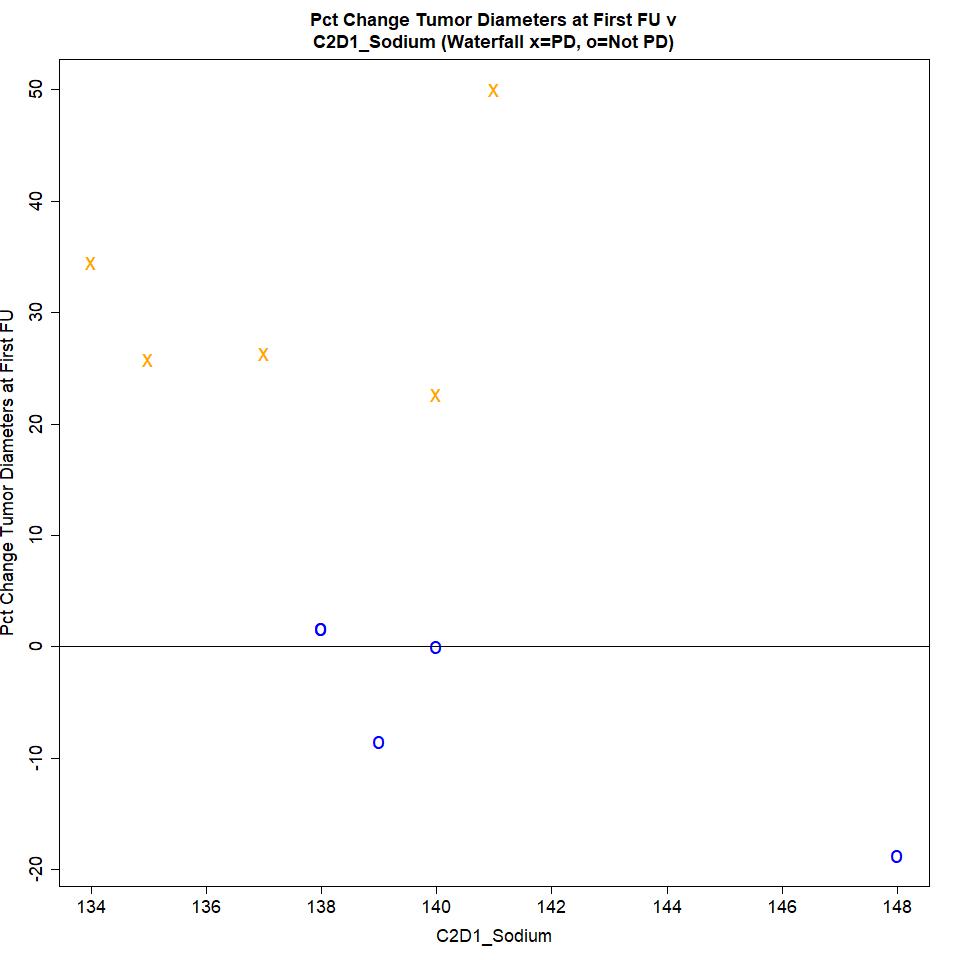 Pct Change Tumor Diameters at First FU v
C2D1_Sodium (Waterfall x=PD, o=Not PD)
Pct Change Tumor Diameters at First FU
50
40
30
20
10
0
-10
-20
X
X
X
X
X
O
O
O
O
134 136 138 140 142 144 146 148
C2D1_Sodium